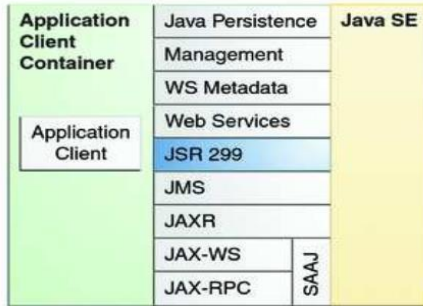 Application
Client
Container
Application
Client
Java Persistence
Management
WS Metadata
Web Services
JSR 299
JMS
JAXR
JAX-WS
JAX-RPC
SAAJ
Java SE